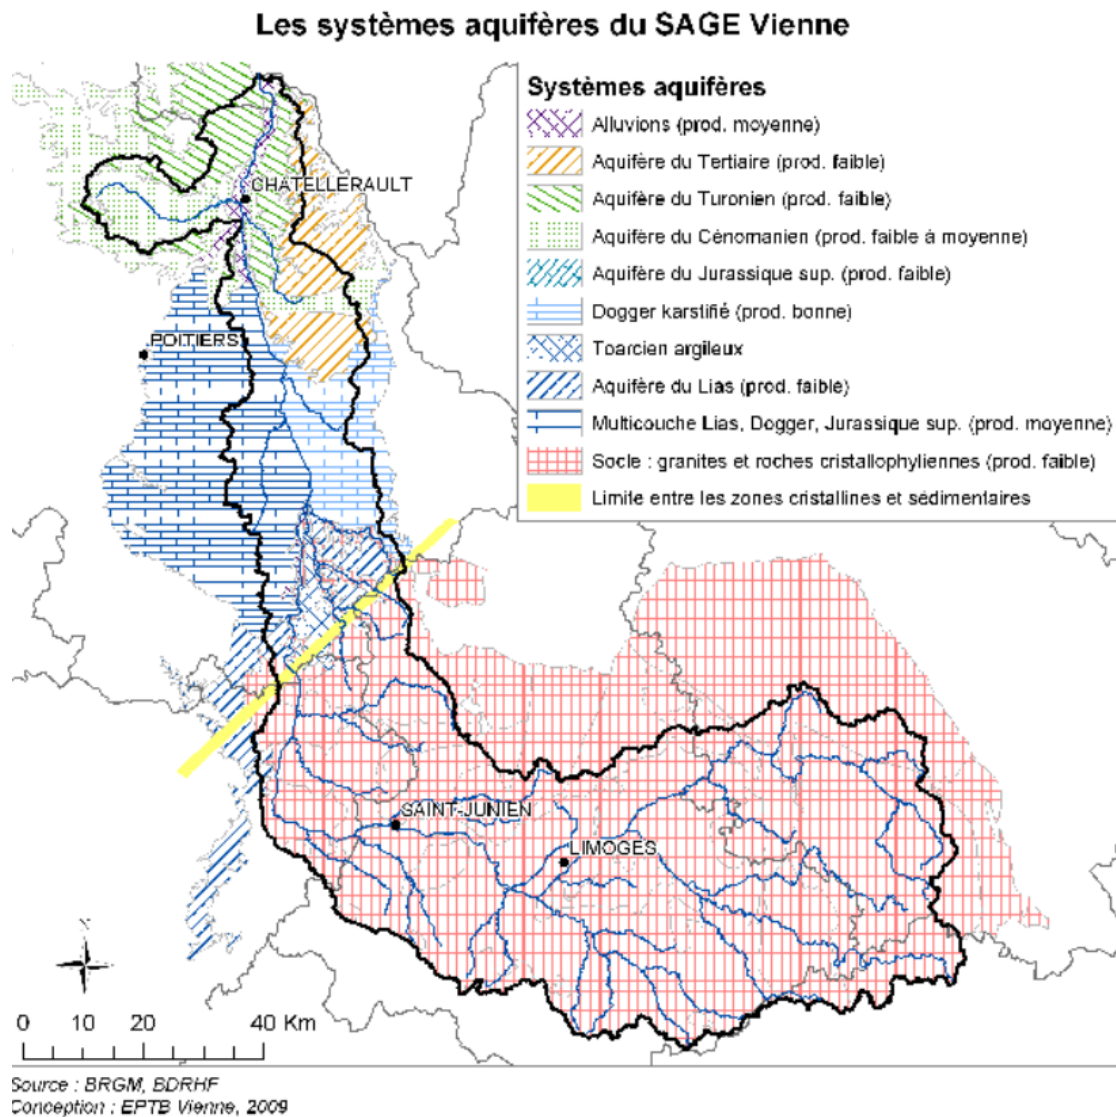 Les systèmes aquifères du SAGE Vienne
Systèmes aquifères
Alluvions (prod. moyenne)
Aquifère du Tertiaire (prod. faible)
Aquifère du Turonien (prod. faible)
Aquifère du Cénomanien (prod. faible à moyenne)
Aquifère du Jurassique sup. (prod. faible)
Dogger karstifié (prod. bonne)
Toarcien argileux
Aquifère du Lias (prod. faible)
Multicouche Lias, Dogger, Jurassique sup. (prod. moyenne)
Socle : granites et roches cristallophyliennes (prod. faible)
Limite entre les zones cristallines et sédimentaires
CHATELLERAULT
POITIERS
SAINT-JUNIEN
LIMOGES
N
0 10 20 40 Km
Source : BRGM, BDRHF
Conception : EPTB Vienne, 2009